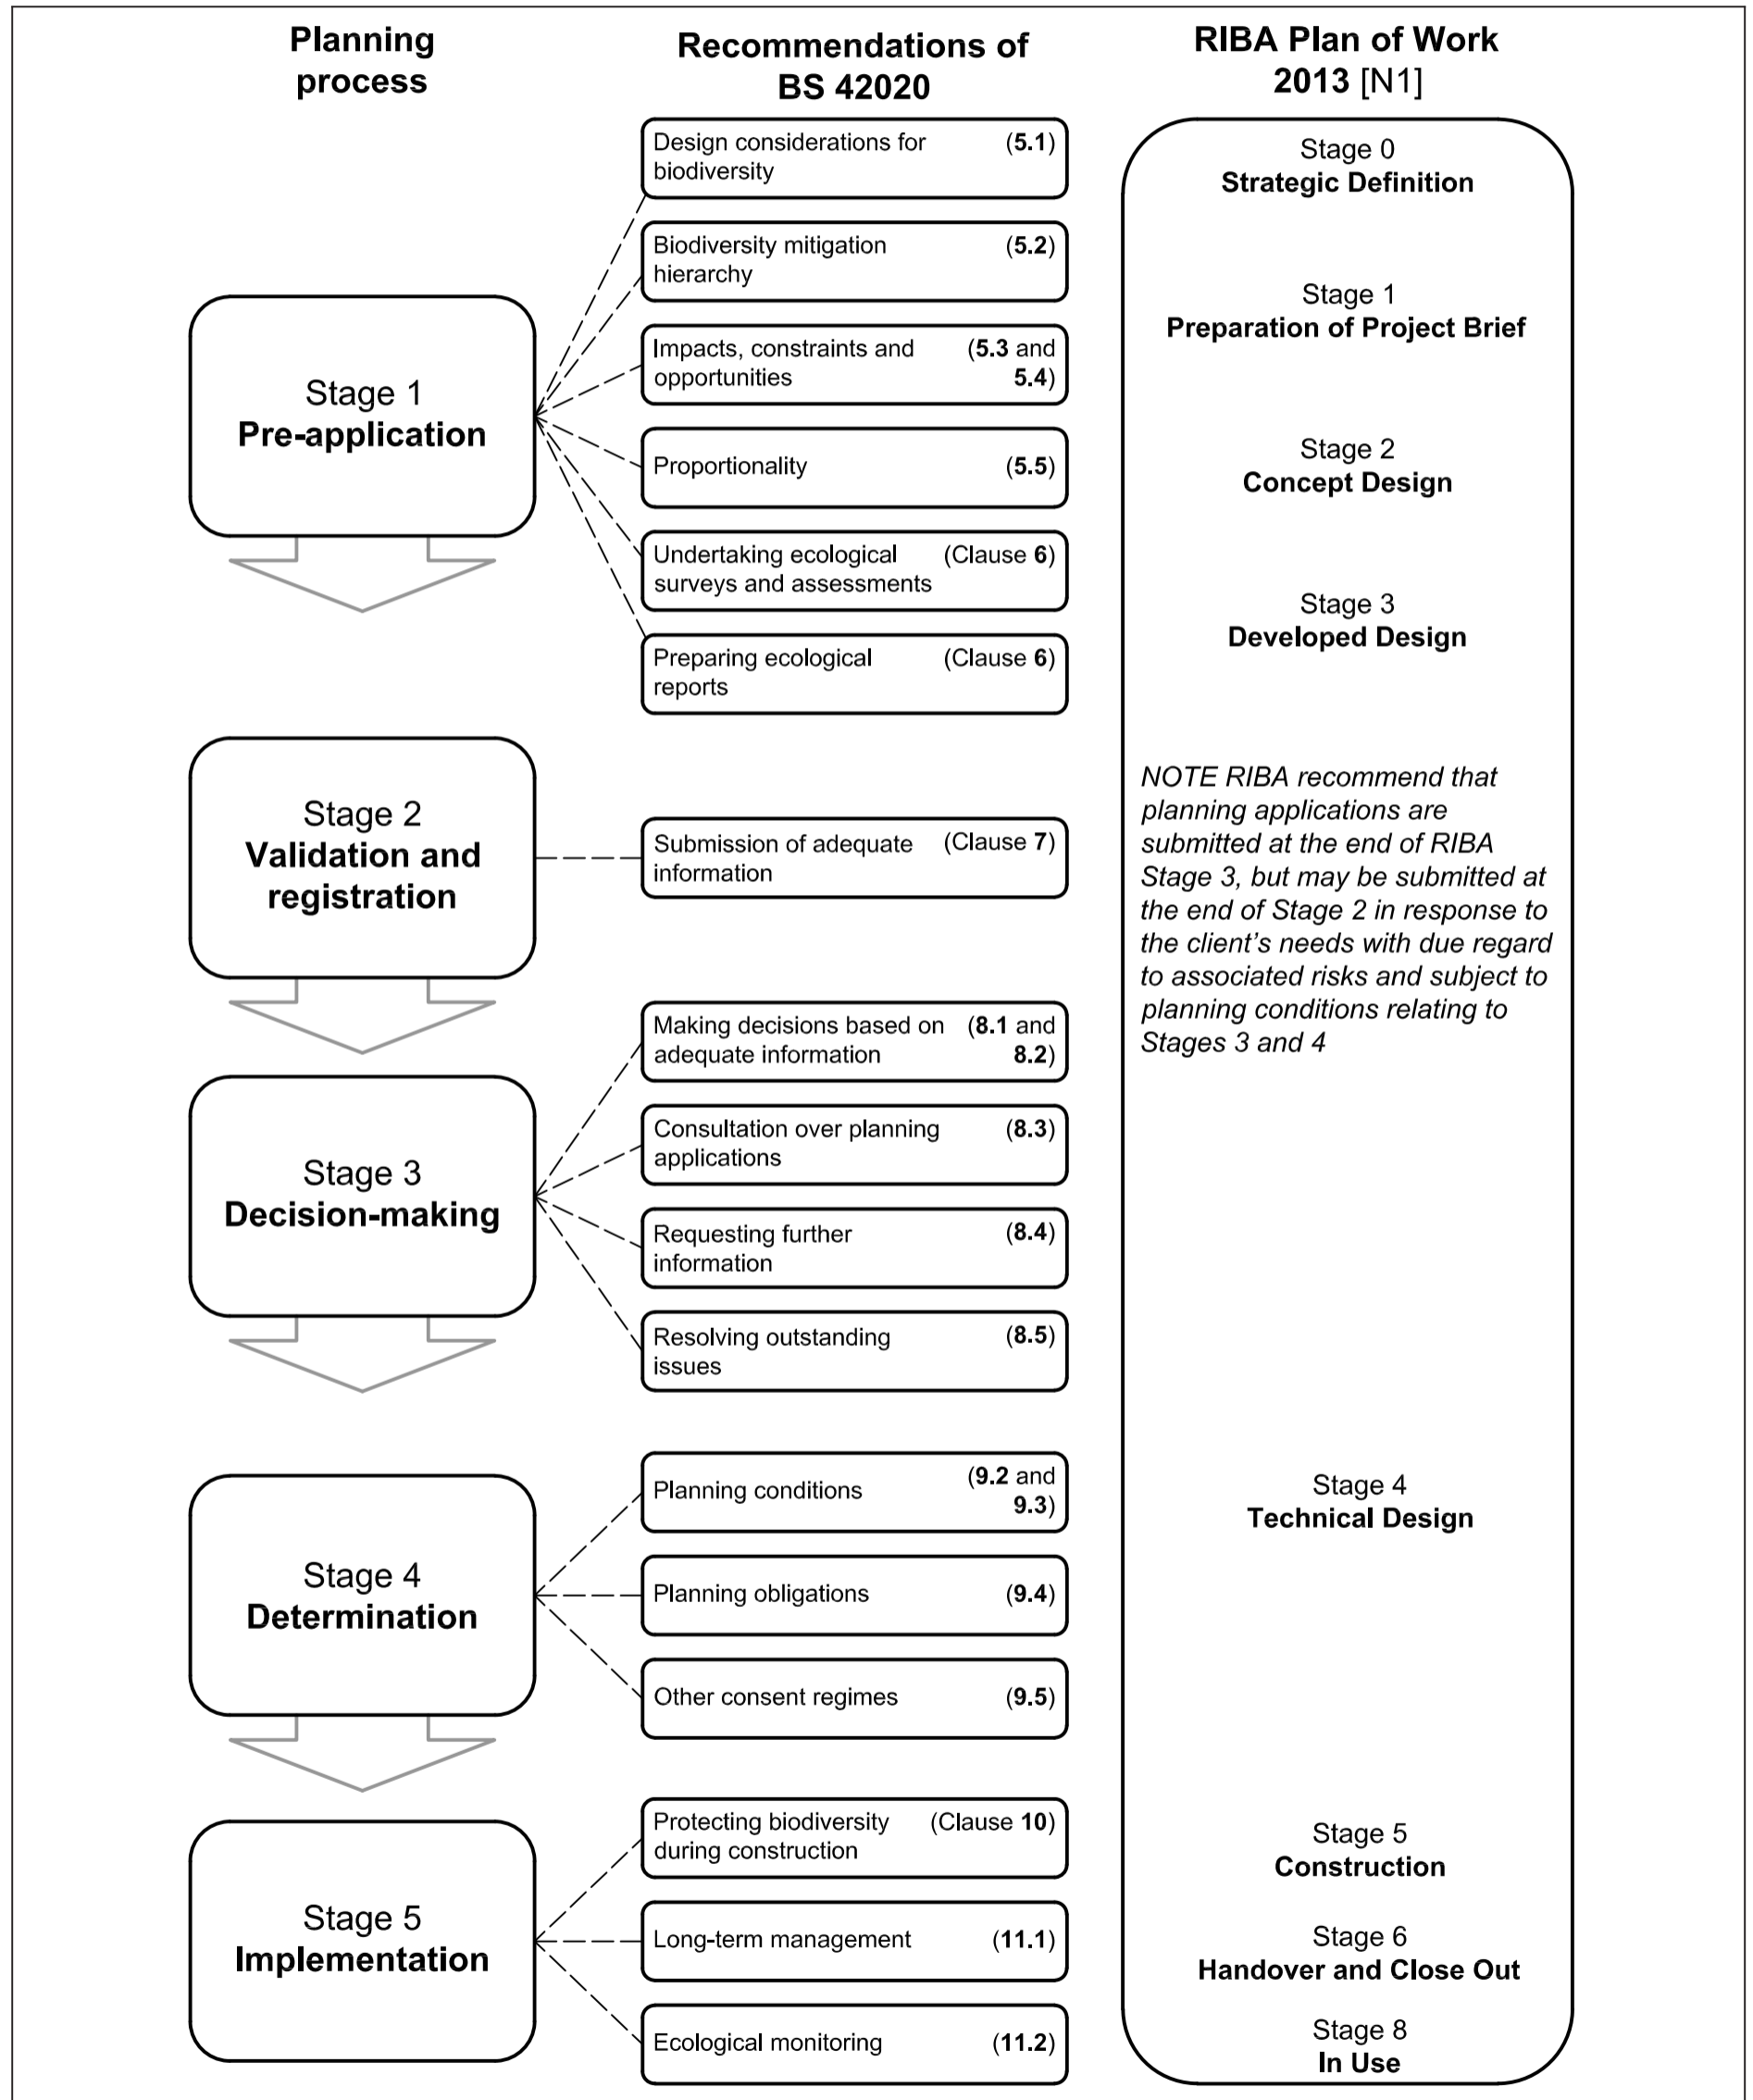 Planning
process
Recommendations of
BS 42020
RIBA Plan of Work
2013 [N1]
Stage 1
Pre-application
Design considerations for (5.1)
biodiversity
Biodiversity mitigation (5.2)
hierarchy
Impacts, constraints and (5.3 and
opportunities 5.4)
Proportionality (5.5)
Undertaking ecological (Clause 6)
surveys and assessments
Preparing ecological (Clause 6)
reports
Stage 2
Validation and
registration
Submission of adequate (Clause 7)
information
Stage 3
Decision-making
Making decisions based on (8.1 and
adequate information 8.2)
Consultation over planning (8.3)
applications
Requesting further (8.4)
information
Resolving outstanding (8.5)
issues
Stage 4
Determination
Planning conditions (9.2 and
9.3)
Planning obligations (9.4)
Other consent regimes (9.5)
Stage 5
Implementation
Protecting biodiversity (Clause 10)
during construction
Long-term management (11.1)
Ecological monitoring (11.2)
Stage 0
Strategic Definition
Stage 1
Preparation of Project Brief
Stage 2
Concept Design
Stage 3
Developed Design
NOTE RIBA recommend that
planning applications are
submitted at the end of RIBA
Stage 3, but may be submitted at
the end of Stage 2 in response to
the client's needs with due regard
to associated risks and subject to
planning conditions relating to
Stages 3 and 4
Stage 4
Technical Design
Stage 5
Construction
Stage 6
Handover and Close Out
Stage 8
In Use